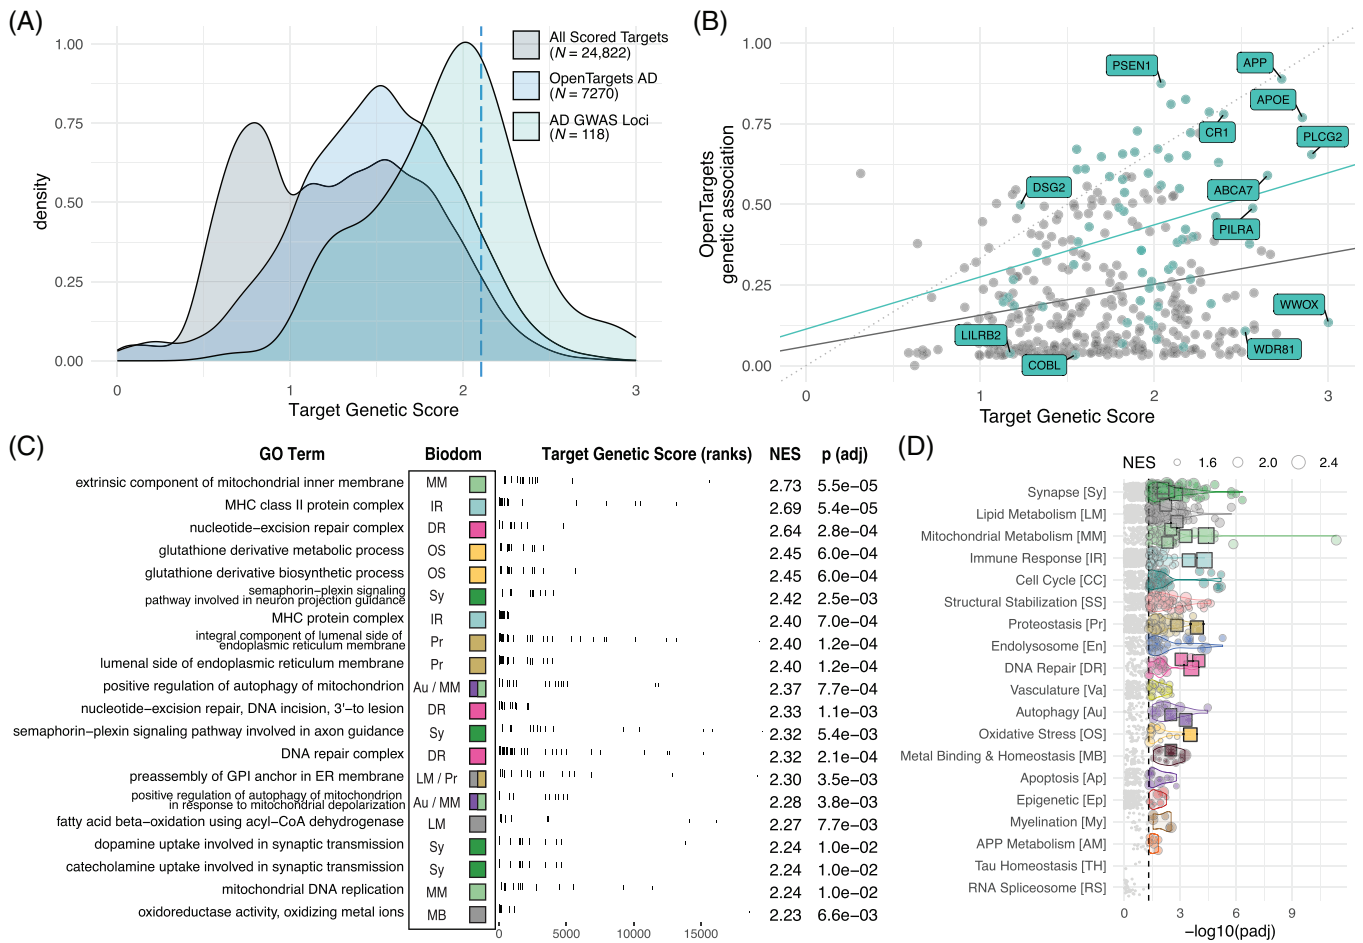 (A)
1.00
0.75
0.50
0.25
0.00
density
0
1
2
3
Target Genetic Score
All Scored Targets
(N = 24,822)
OpenTargets AD
(N = 7270)
AD GWAS Loci
(N = 118)
(B)
1.00
0.75
0.50
0.25
0.00
OpenTargets
genetic association
PSEN1
APP
APOE
CR1
PLCG2
DSG2
ABCA7
PILRA
WWOX
LILRB2
COBL
WDR81
0
1
2
3
Target Genetic Score
(C)
GO Term Biodom Target Genetic Score (ranks) NES p (adj)
extrinsic component of mitochondrial inner membrane MM 2.73 5.5e−05
MHC class II protein complex IR 2.69 5.4e−05
nucleotide−excision repair complex DR 2.64 2.8e−04
glutathione derivative metabolic process OS 2.45 6.0e−04
glutathione derivative biosynthetic process OS 2.45 6.0e−04
semaphorin−plexin signaling
pathway involved in neuron projection guidance Sy 2.42 2.5e−03
MHC protein complex IR 2.40 7.0e−04
integral component of lumenal side of
endoplasmic reticulum membrane Pr 2.40 1.2e−04
lumenal side of endoplasmic reticulum membrane Pr 2.40 1.2e−04
positive regulation of autophagy of mitochondrion Au / MM 2.37 7.7e−04
nucleotide−excision repair, DNA incision, 3'−to lesion DR 2.33 1.1e−03
semaphorin−plexin signaling pathway involved in axon guidance Sy 2.32 5.4e−03
DNA repair complex DR 2.32 2.1e−04
preassembly of GPI anchor in ER membrane LM / Pr 2.30 3.5e−03
positive regulation of autophagy of mitochondrion
in response to mitochondrial depolarization Au / MM 2.28 3.8e−03
fatty acid beta−oxidation using acyl−CoA dehydrogenase LM 2.27 7.7e−03
dopamine uptake involved in synaptic transmission Sy 2.24 1.0e−02
catecholamine uptake involved in synaptic transmission Sy 2.24 1.0e−02
mitochondrial DNA replication MM 2.24 1.0e−02
oxidoreductase activity, oxidizing metal ions MB 2.23 6.6e−03
0 5000 10000 15000
(D)
NES 1.6 2.0 2.4
Synapse [Sy]
Lipid Metabolism [LM]
Mitochondrial Metabolism [MM]
Immune Response [IR]
Cell Cycle [CC]
Structural Stabilization [SS]
Proteostasis [Pr]
Endolysosome [En]
DNA Repair [DR]
Vasculature [Va]
Autophagy [Au]
Oxidative Stress [OS]
Metal Binding & Homeostasis [MB]
Apoptosis [Ap]
Epigenetic [Ep]
Myelination [My]
APP Metabolism [AM]
Tau Homeostasis [TH]
RNA Spliceosome [RS]
0 3 6 9
−log10(padj)